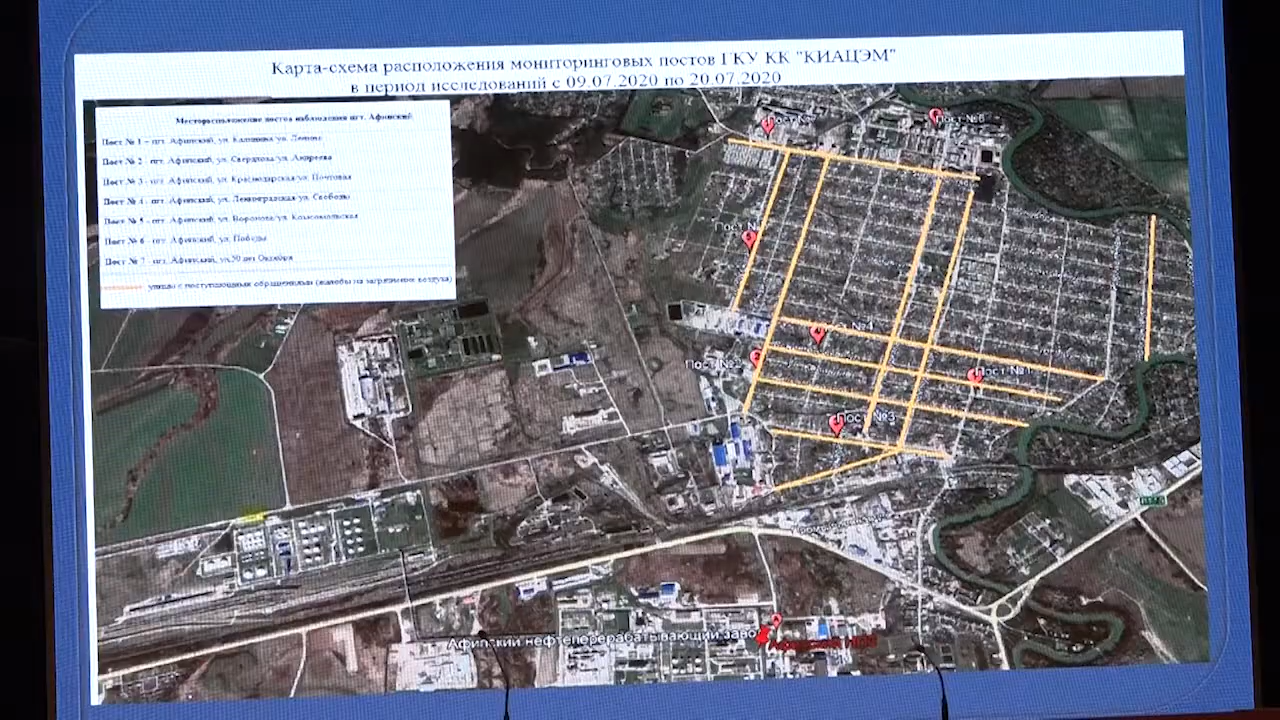 Карта-схема расположения мониторинговых постов ГКУ КК "КИАЦЭМ"
в период исследований с 09.07.2020 по 20.07.2020
Месторасположение постов наблюдения пгт. Афипский
Пост № 1 – пгт. Афипский, ул. Калинина/ул. Ленина
Пост № 2 - пгт. Афипский, ул. Свердлова/ул. Андреева
Пост № 3 - пгт. Афипский, ул. Краснодарская/ул. Почтовая
Пост № 4 - пгт. Афипский, ул. Ленинградская/ул. Свободы
Пост № 5 - пгт. Афипский, ул. Воронова/ул. Комсомольская
Пост № 6 - пгт. Афипский, ул. Победы
Пост № 7 - пгт. Афипский, ул.50 лет Октября
улицы с поступающими обращениями (жалобы на загрязнение воздуха)
Пост №
Пост №6
Пост №
Пост №4
Пост №2
Пост №1
Пост №3
Афипский нефтеперерабатывающий завод